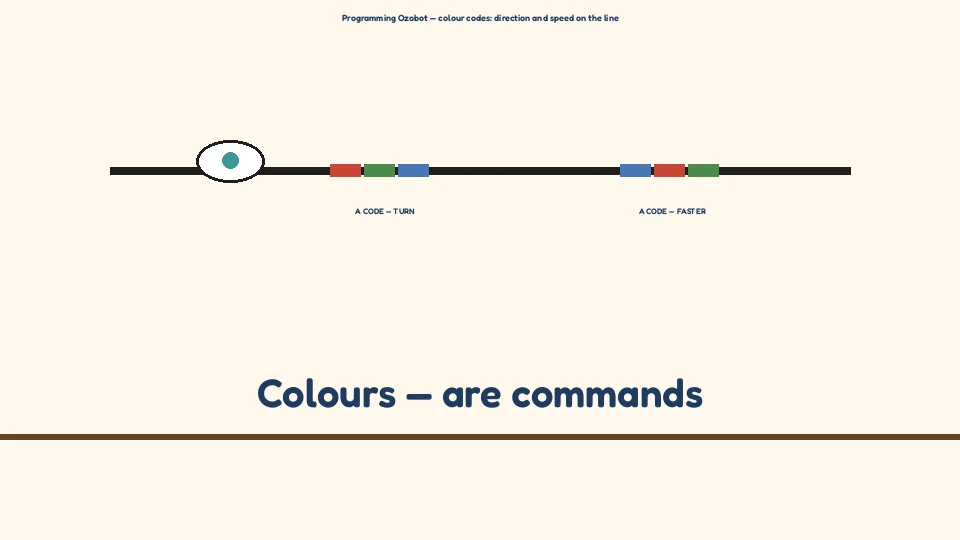 Programming Ozobot — colour codes: direction and speed on the line
A CODE — TURN
A CODE — FASTER
Colours — are commands